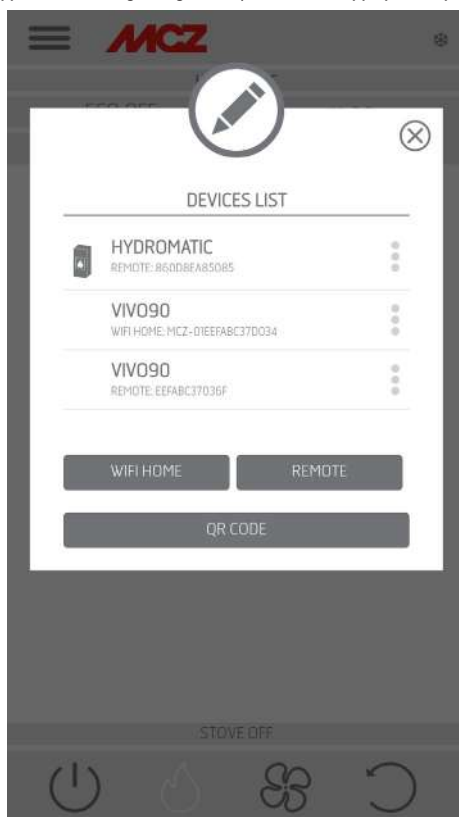 MCZ
DEVICES LIST
HYDROMATIC
REMOTE: 860D8EA85085
VIVO90
WIFI HOME: MCZ-01EEFABC37D034
VIVO90
REMOTE: EEFABC37036F
WIFI HOME
REMOTE
QR CODE
STOVE OFF